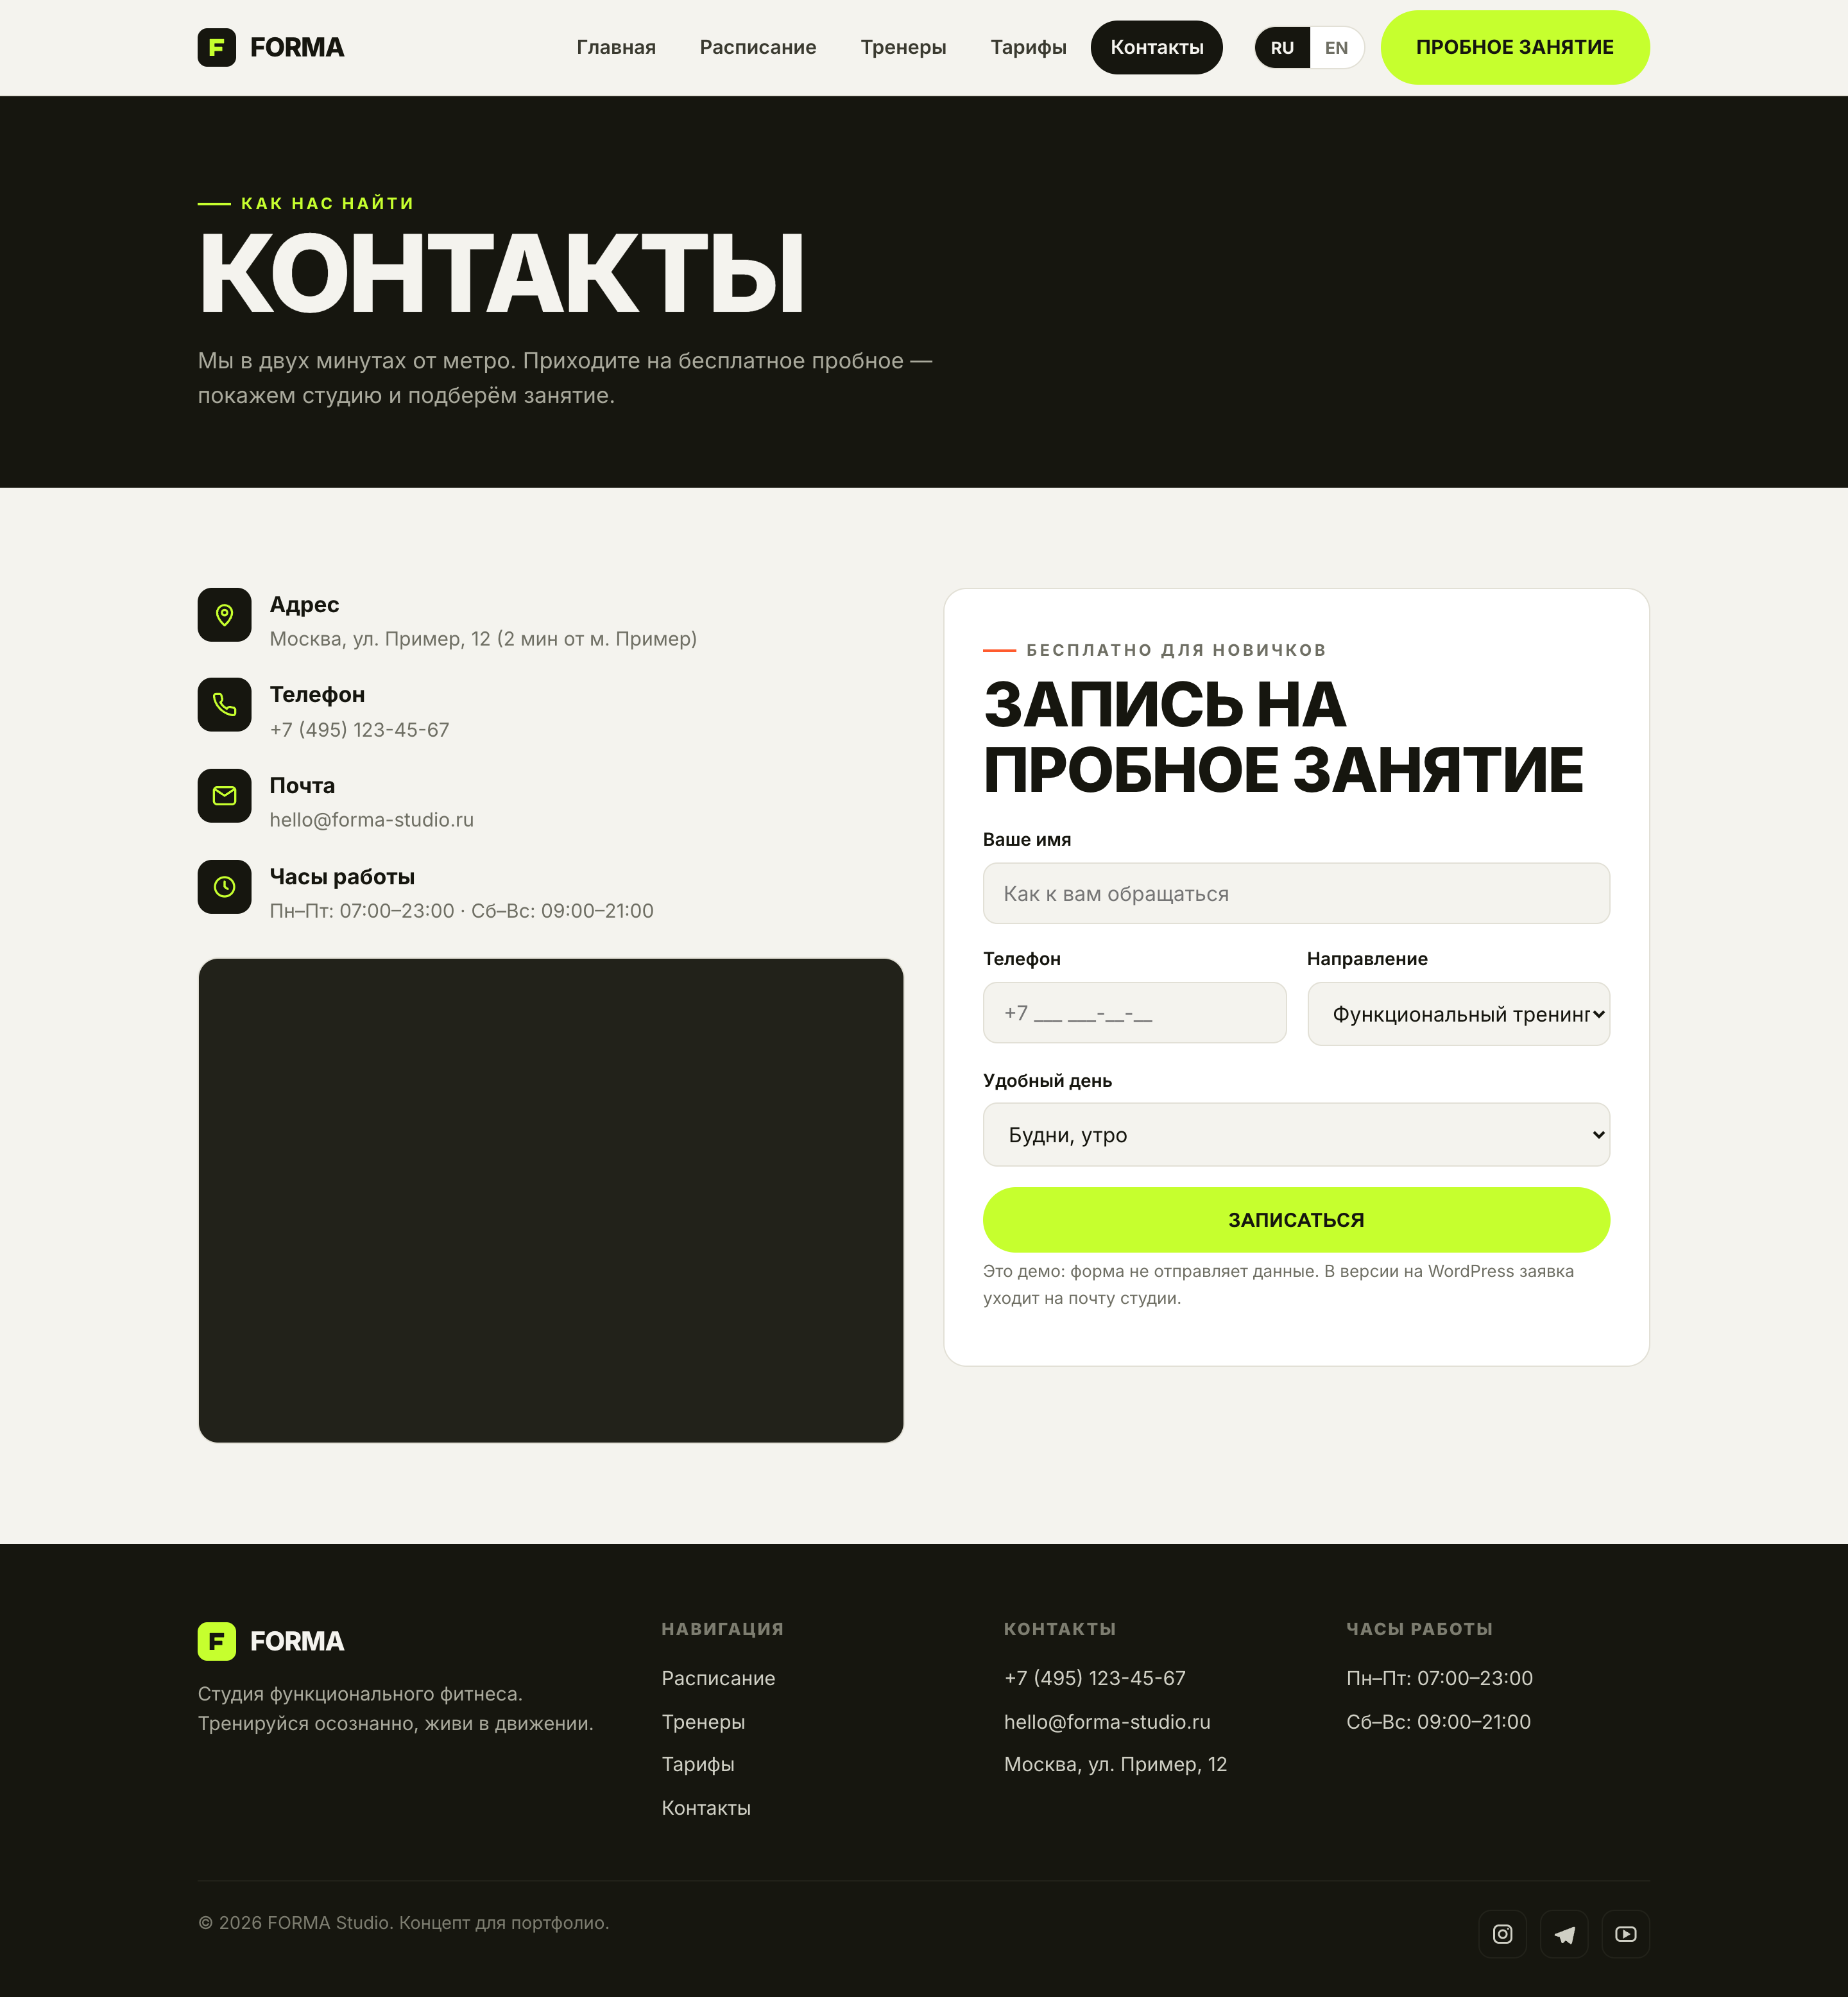 F FORMA
Главная
Расписание
Тренеры
Тарифы
Контакты
RU
EN
ПРОБНОЕ ЗАНЯТИЕ
КАК НАС НАЙТИ
КОНТАКТЫ
Мы в двух минутах от метро. Приходите на бесплатное пробное —
покажем студию и подберём занятие.
Адрес
Москва, ул. Пример, 12 (2 мин от м. Пример)
Телефон
+7 (495) 123-45-67
Почта
hello@forma-studio.ru
Часы работы
Пн–Пт: 07:00–23:00 · Сб–Вс: 09:00–21:00
БЕСПЛАТНО ДЛЯ НОВИЧКОВ
ЗАПИСЬ НА
ПРОБНОЕ ЗАНЯТИЕ
Ваше имя
Как к вам обращаться
Телефон
+7 ___ ___-__-__
Направление
Функциональный тренинг
Удобный день
Будни, утро
ЗАПИСАТЬСЯ
Это демо: форма не отправляет данные. В версии на WordPress заявка
уходит на почту студии.
F FORMA
Студия функционального фитнеса.
Тренируйся осознанно, живи в движении.
НАВИГАЦИЯ
Расписание
Тренеры
Тарифы
Контакты
КОНТАКТЫ
+7 (495) 123-45-67
hello@forma-studio.ru
Москва, ул. Пример, 12
ЧАСЫ РАБОТЫ
Пн–Пт: 07:00–23:00
Сб–Вс: 09:00–21:00
© 2026 FORMA Studio. Концепт для портфолио.